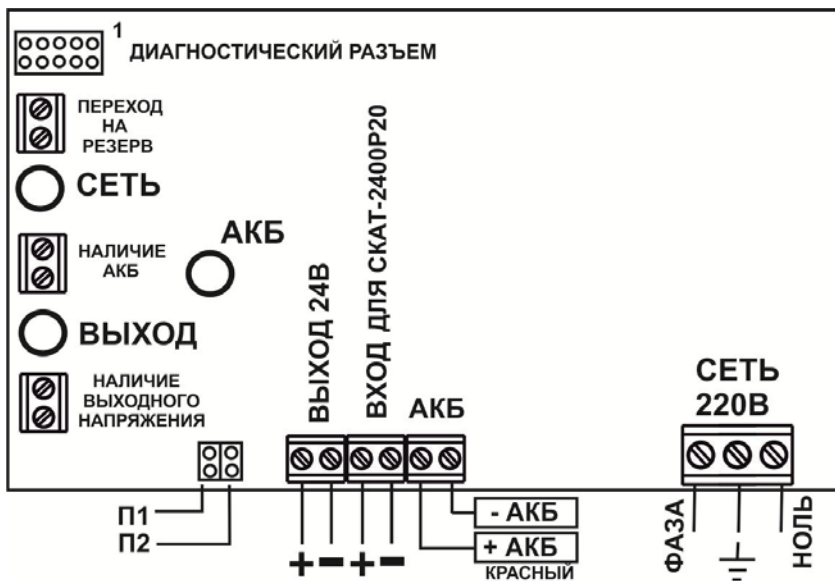 1
ДИАГНОСТИЧЕСКИЙ РАЗЪЕМ
ПЕРЕХОД
НА
РЕЗЕРВ
СЕТЬ
НАЛИЧИЕ
АКБ
АКБ
ВЫХОД
НАЛИЧИЕ
ВЫХОДНОГО
НАПРЯЖЕНИЯ
ВЫХОД 24В
ВХОД ДЛЯ СКАТ-2400Р20
АКБ
СЕТЬ
220В
П1
П2
+ − + −
- АКБ
+ АКБ
КРАСНЫЙ
ФАЗА
НОЛЬ